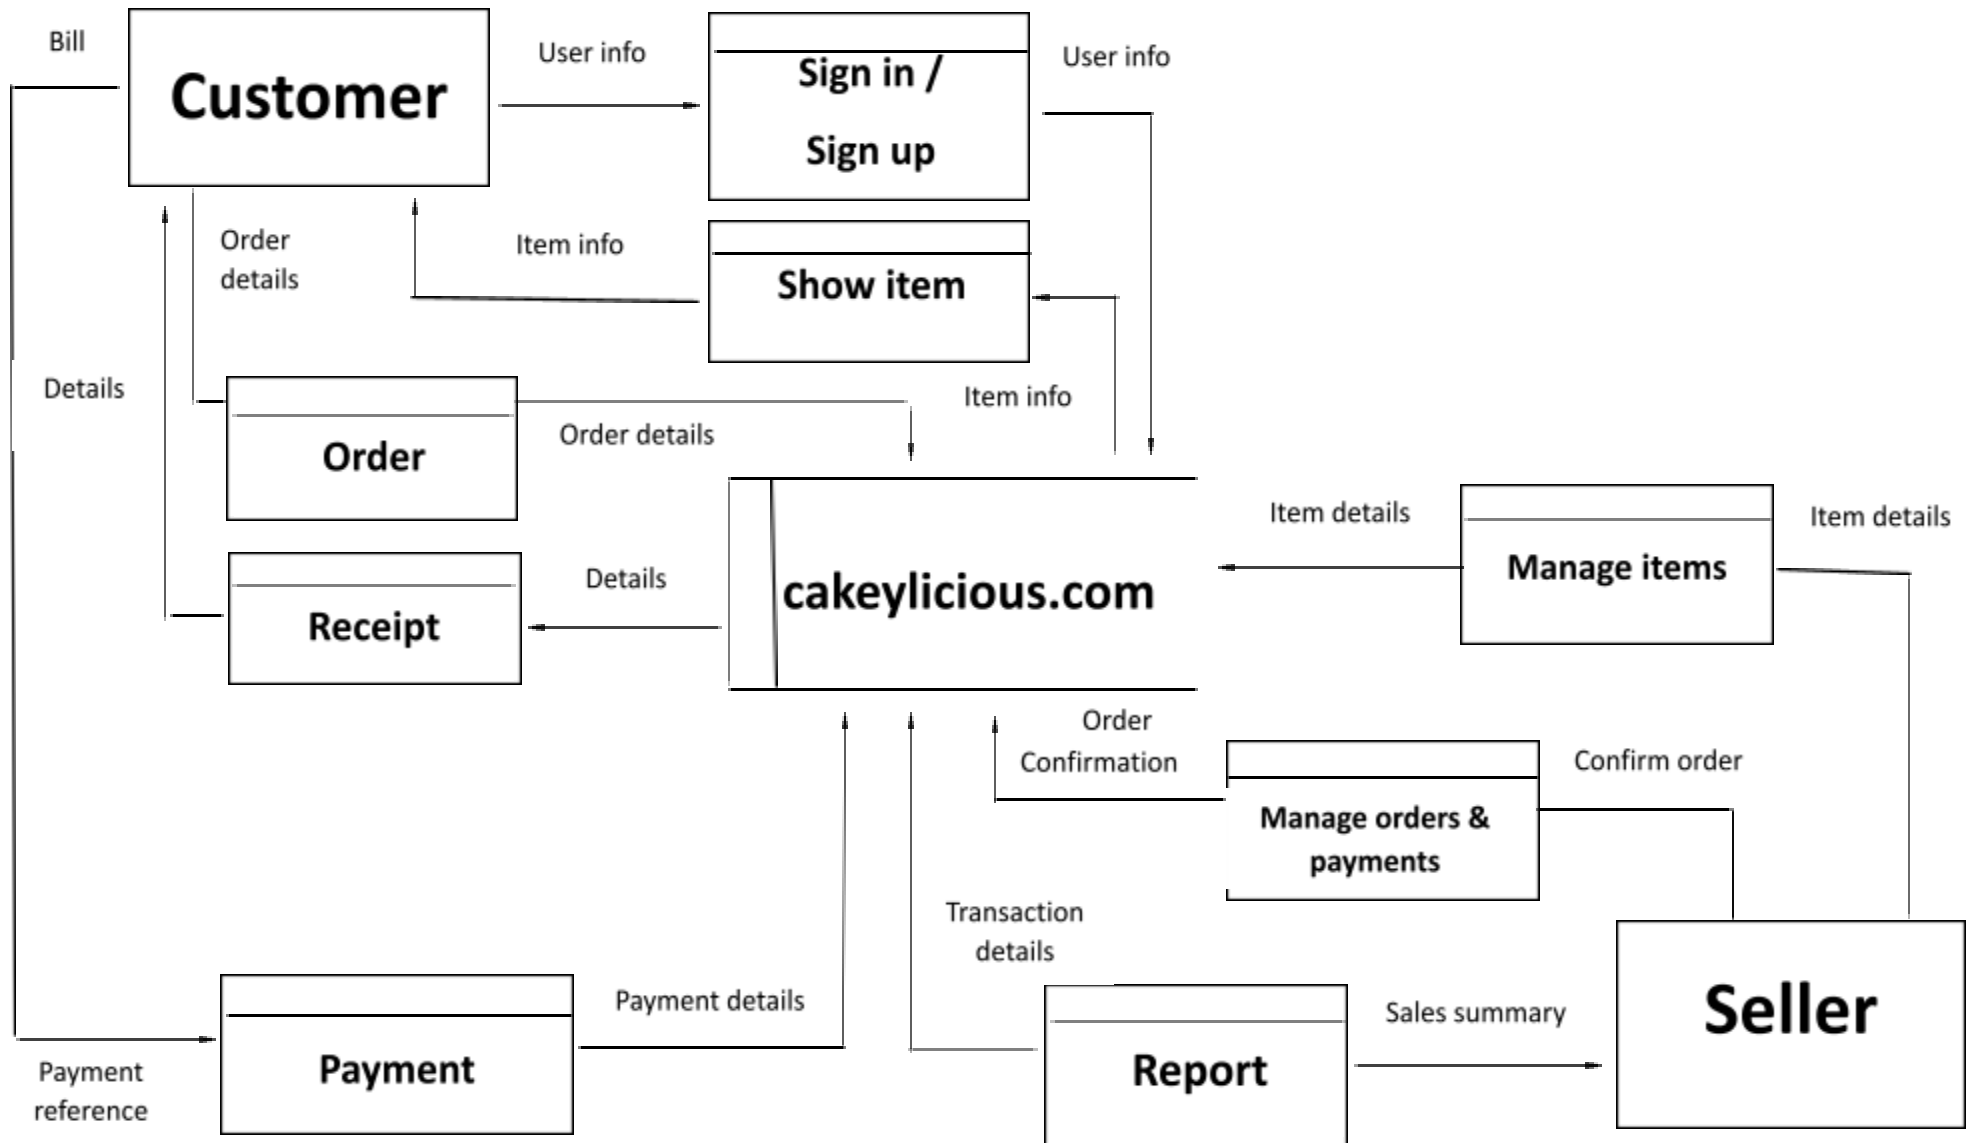 Bill
Customer
User info
Sign in /
Sign up
User info
Order
details
Item info
Show item
Details
Order
Order details
Item info
Receipt
Details
cakeylicious.com
Item details
Manage items
Item details
Order
Confirmation
Manage orders &
payments
Confirm order
Transaction
details
Payment
reference
Payment
Payment details
Report
Sales summary
Seller